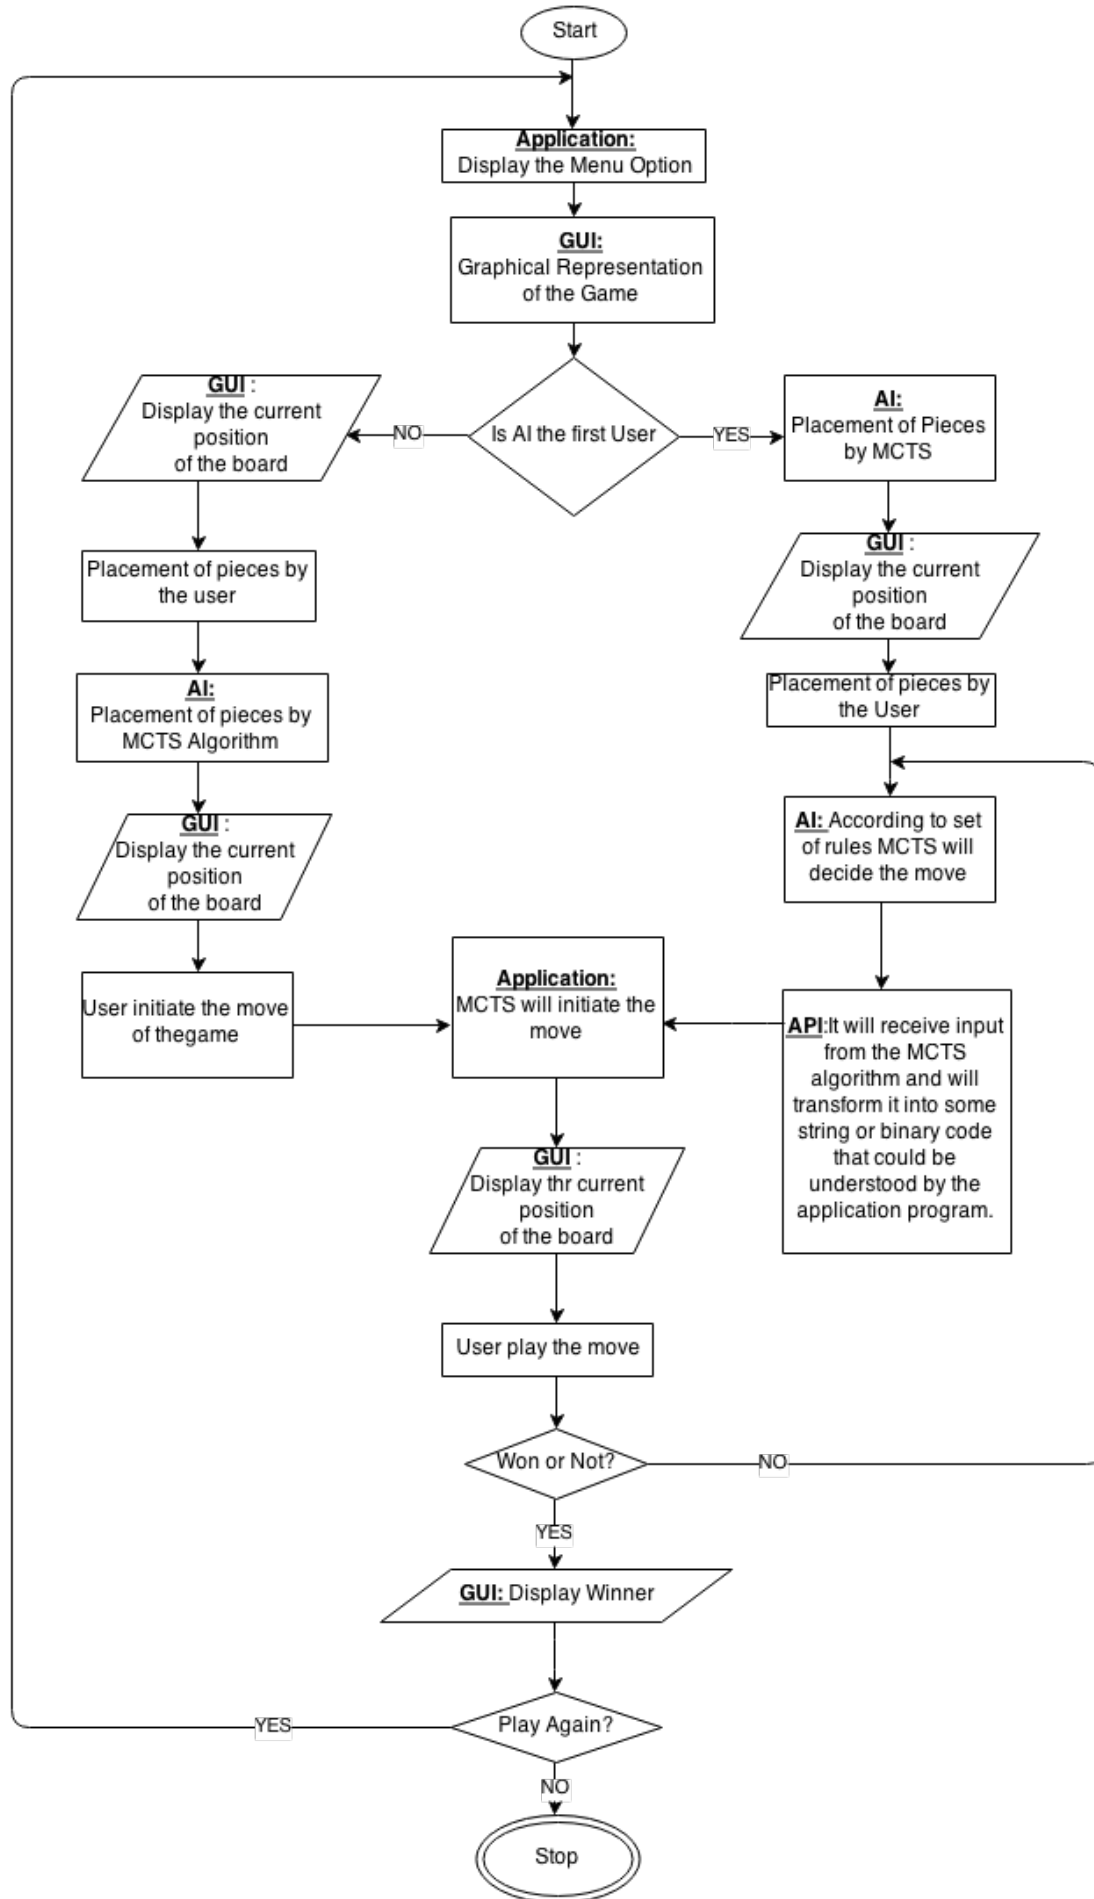 Start
Application:
Display the Menu Option
GUI:
Graphical Representation
of the Game
Is AI the first User
NO
YES
GUI :
Display the current
position
of the board
Placement of pieces by
the user
AI:
Placement of pieces by
MCTS Algorithm
GUI :
Display the current
position
of the board
User initiate the move
of thegame
AI:
Placement of Pieces
by MCTS
GUI :
Display the current
position
of the board
Placement of pieces by
the User
AI: According to set
of rules MCTS will
decide the move
API:It will receive input
from the MCTS
algorithm and will
transform it into some
string or binary code
that could be
understood by the
application program.
Application:
MCTS will initiate the
move
GUI :
Display thr current
position
of the board
User play the move
Won or Not?
NO
YES
GUI: Display Winner
Play Again?
YES
NO
Stop